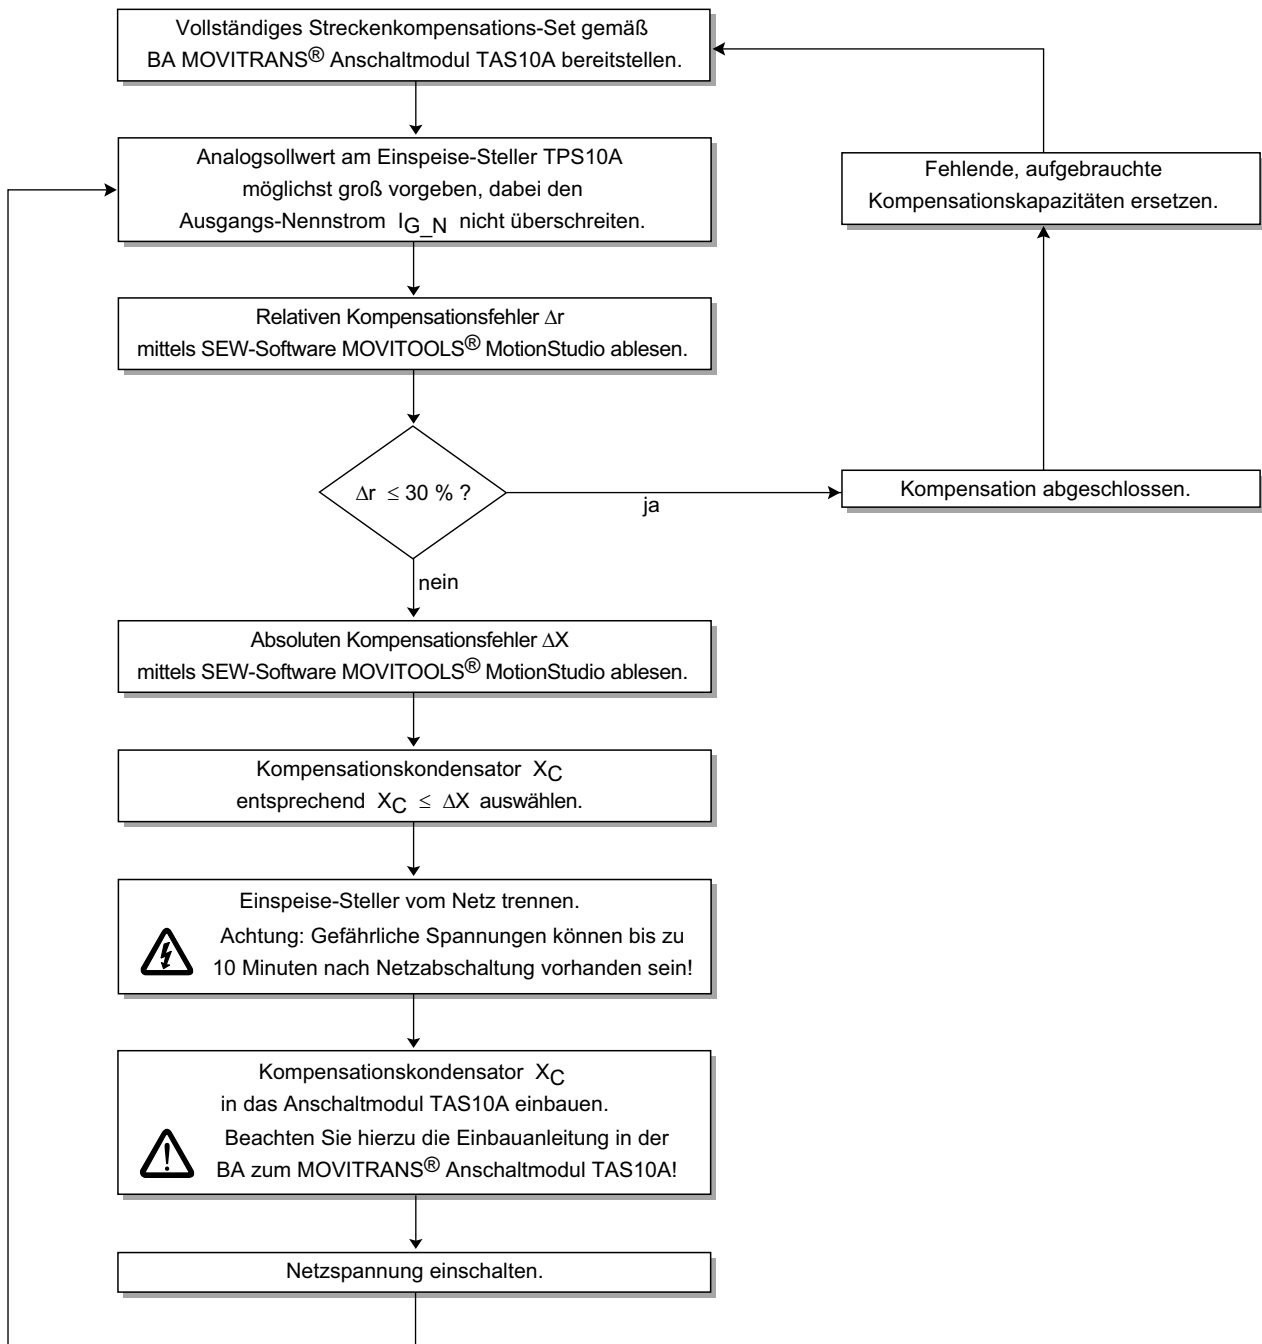 Vollständiges Streckenkompensations-Set gemäß
BA MOVITRANS® Anschaltmodul TAS10A bereitstellen.
Analogsollwert am Einspeise-Steller TPS10A
möglichst groß vorgeben, dabei den
Ausgangs-Nennstrom IG_N nicht überschreiten.
Fehlende, aufgebrauchte
Kompensationskapazitäten ersetzen.
Relativen Kompensationsfehler Δr
mittels SEW-Software MOVITOOLS® MotionStudio ablesen.
Δr ≤ 30 % ?
ja
Kompensation abgeschlossen.
nein
Absoluten Kompensationsfehler ΔX
mittels SEW-Software MOVITOOLS® MotionStudio ablesen.
Kompensationskondensator XC
entsprechend XC ≤ ΔX auswählen.
Einspeise-Steller vom Netz trennen.
Achtung: Gefährliche Spannungen können bis zu
10 Minuten nach Netzabschaltung vorhanden sein!
Kompensationskondensator XC
in das Anschaltmodul TAS10A einbauen.
Beachten Sie hierzu die Einbauanleitung in der
BA zum MOVITRANS® Anschaltmodul TAS10A!
Netzspannung einschalten.